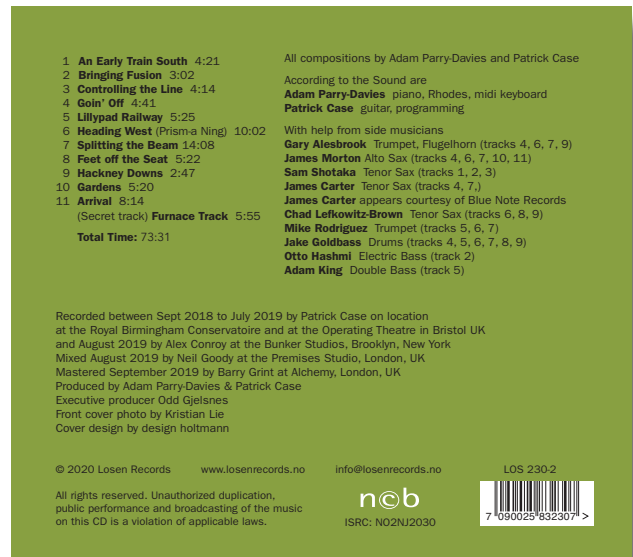 1 An Early Train South 4:21
2 Bringing Fusion 3:02
3 Controlling the Line 4:14
4 Goin' Off 4:41
5 Lillypad Railway 5:25
6 Heading West (Prism-a Ning) 10:02
7 Splitting the Beam 14:08
8 Feet off the Seat 5:22
9 Hackney Downs 2:47
10 Gardens 5:20
11 Arrival 8:14
(Secret track) Furnace Track 5:55
Total Time: 73:31
All compositions by Adam Parry-Davies and Patrick Case
According to the Sound are
Adam Parry-Davies piano, Rhodes, midi keyboard
Patrick Case guitar, programming
With help from side musicians
Gary Alesbrook Trumpet, Flugelhorn (tracks 4, 6, 7, 9)
James Morton Alto Sax (tracks 4, 6, 7, 10, 11)
Sam Shotaka Tenor Sax (tracks 1, 2, 3)
James Carter Tenor Sax (tracks 4, 7,)
James Carter appears courtesy of Blue Note Records
Chad Lefkowitz-Brown Tenor Sax (tracks 6, 8, 9)
Mike Rodriguez Trumpet (tracks 5, 6, 7)
Jake Goldbass Drums (tracks 4, 5, 6, 7, 8, 9)
Otto Hashmi Electric Bass (track 2)
Adam King Double Bass (track 5)
Recorded between Sept 2018 to July 2019 by Patrick Case on location
at the Royal Birmingham Conservatoire and at the Operating Theatre in Bristol UK
and August 2019 by Alex Conroy at the Bunker Studios, Brooklyn, New York
Mixed August 2019 by Neil Goody at the Premises Studio, London, UK
Mastered September 2019 by Barry Grint at Alchemy, London, UK
Produced by Adam Parry-Davies & Patrick Case
Executive producer Odd Gjelsnes
Front cover photo by Kristian Lie
Cover design by design holtmann
© 2020 Losen Records www.losenrecords.no info@losenrecords.no LOS 230-2
All rights reserved. Unauthorized duplication,
public performance and broadcasting of the music
on this CD is a violation of applicable laws.
n©b
ISRC: NO2NJ2030
7 090025 832307 >